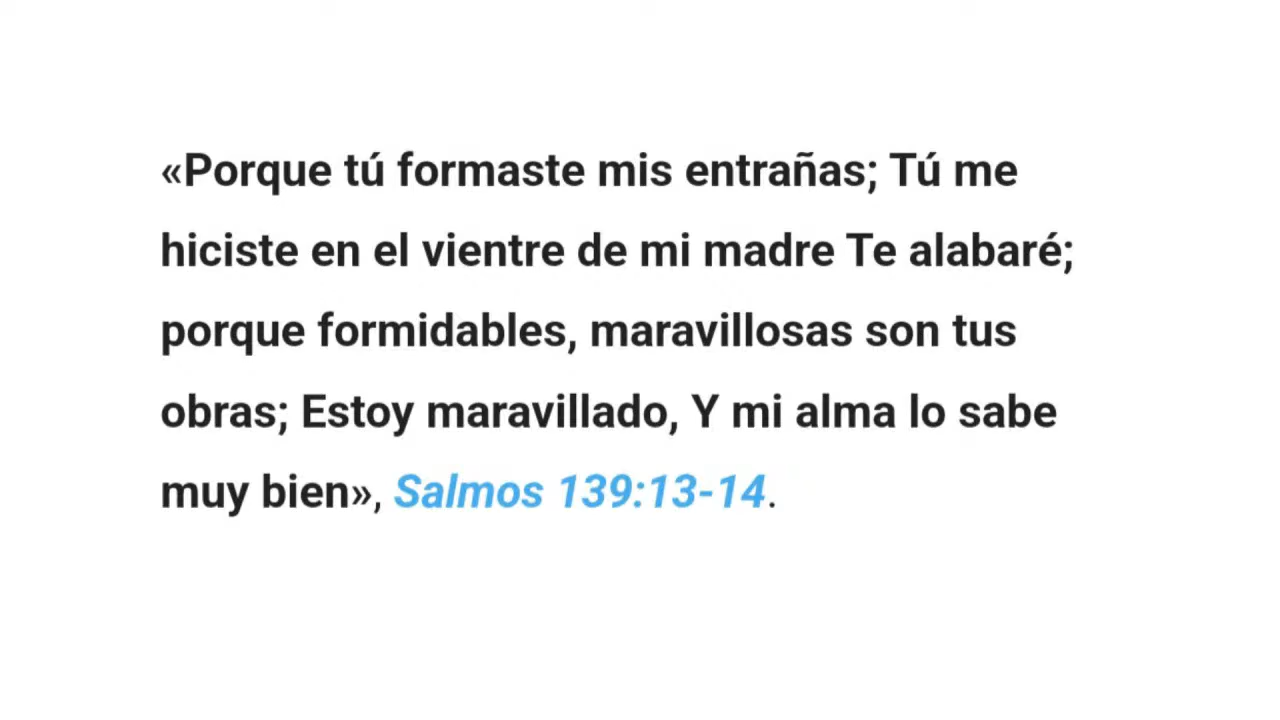 «Porque tú formaste mis entrañas; Tú me
hiciste en el vientre de mi madre Te alabaré;
porque formidables, maravillosas son tus
obras; Estoy maravillado, Y mi alma lo sabe
muy bien», Salmos 139:13-14.